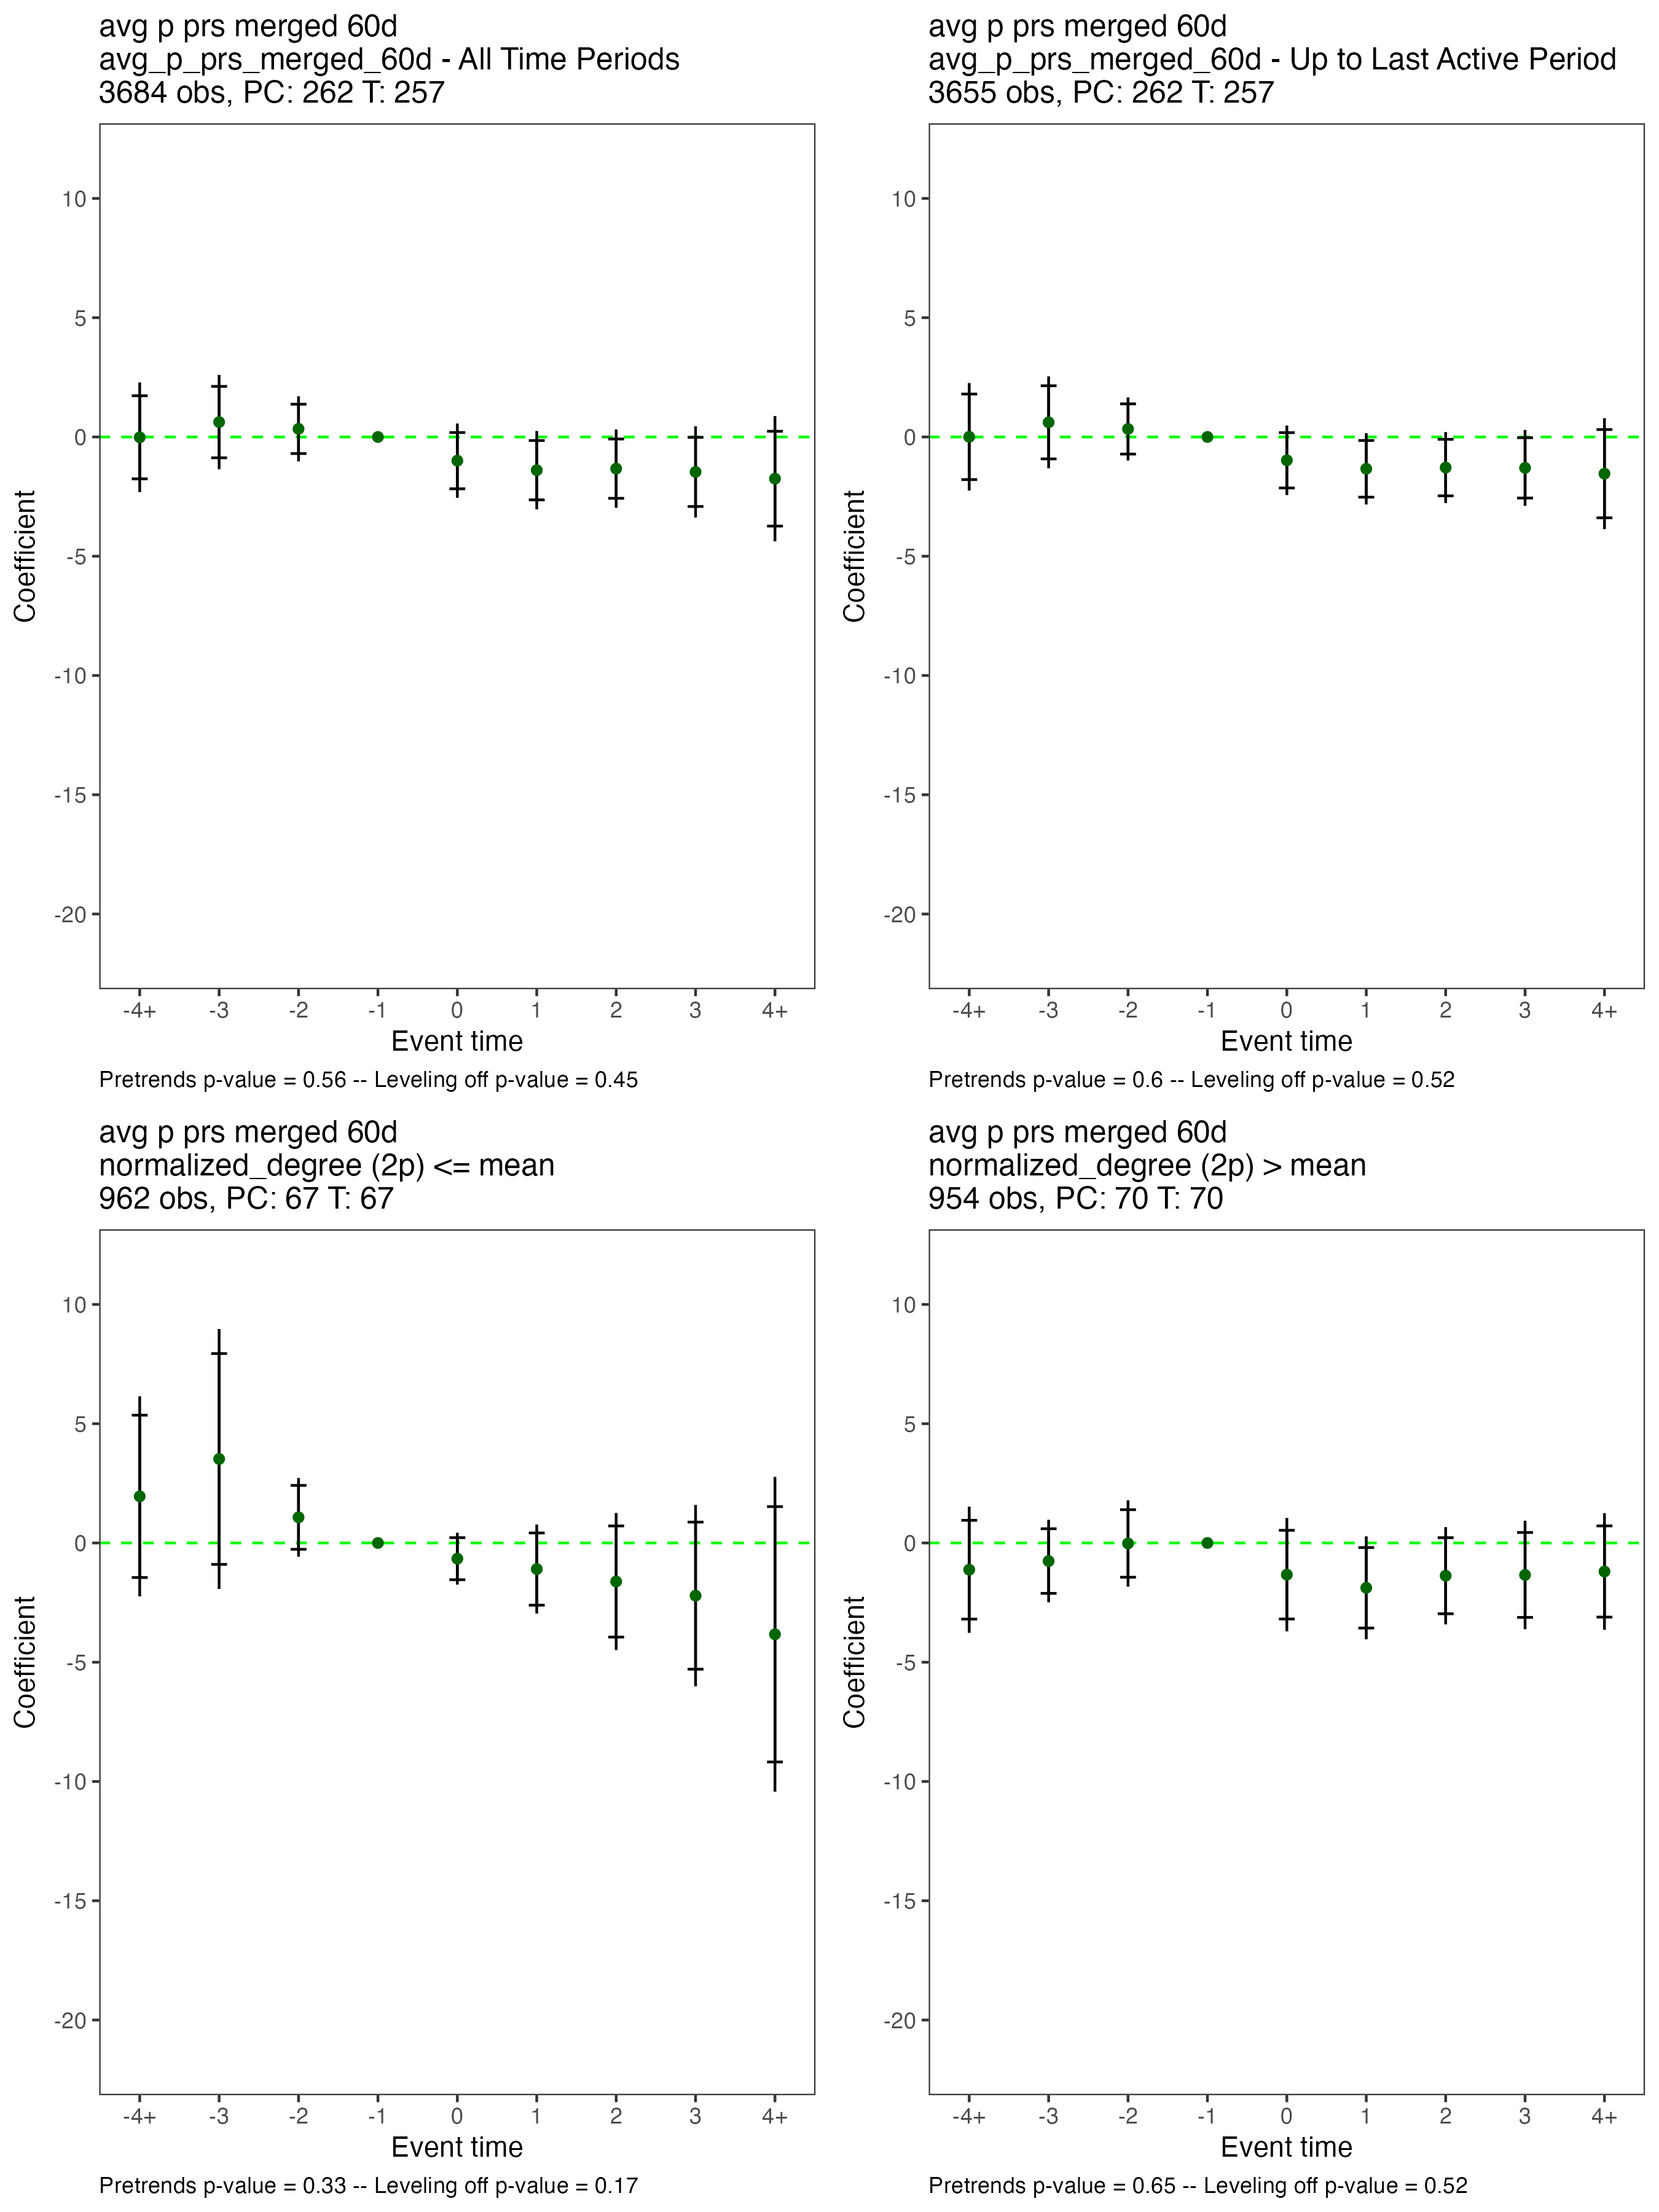 avg p prs merged 60d
avg_p_prs_merged_60d - All Time Periods
3684 obs, PC: 262 T: 257
10
5
0
-5
-10
-15
-20
Coefficient
-4+ -3 -2 -1 0 1 2 3 4+
Event time
Pretrends p-value = 0.56 -- Leveling off p-value = 0.45
avg p prs merged 60d
avg_p_prs_merged_60d - Up to Last Active Period
3655 obs, PC: 262 T: 257
10
5
0
-5
-10
-15
-20
Coefficient
-4+ -3 -2 -1 0 1 2 3 4+
Event time
Pretrends p-value = 0.6 -- Leveling off p-value = 0.52
avg p prs merged 60d
normalized_degree (2p) <= mean
962 obs, PC: 67 T: 67
10
5
0
-5
-10
-15
-20
Coefficient
-4+ -3 -2 -1 0 1 2 3 4+
Event time
Pretrends p-value = 0.33 -- Leveling off p-value = 0.17
avg p prs merged 60d
normalized_degree (2p) > mean
954 obs, PC: 70 T: 70
10
5
0
-5
-10
-15
-20
Coefficient
-4+ -3 -2 -1 0 1 2 3 4+
Event time
Pretrends p-value = 0.65 -- Leveling off p-value = 0.52